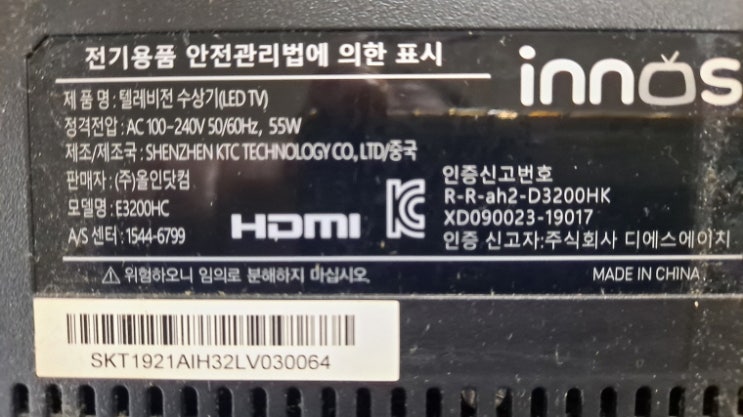 전기용품 안전관리법에 의한 표시
innos
제 품 명 : 텔레비전 수상기(LED TV)
정격전압 : AC 100-240V 50/60Hz, 55W
제조/제조국 : SHENZHEN KTC TECHNOLOGY CO., LTD/중국
판매자 : (주)올인닷컴
모델명 : E3200HC
A/S 센터 : 1544-6799
HDMI
인증신고번호
R-R-ah2-D3200HK
XD090023-19017
인증 신고자:주식회사 디에스에이치
⚠ 위험하오니 임의로 분해하지 마십시오.
MADE IN CHINA
SKT1921AIH32LV030064